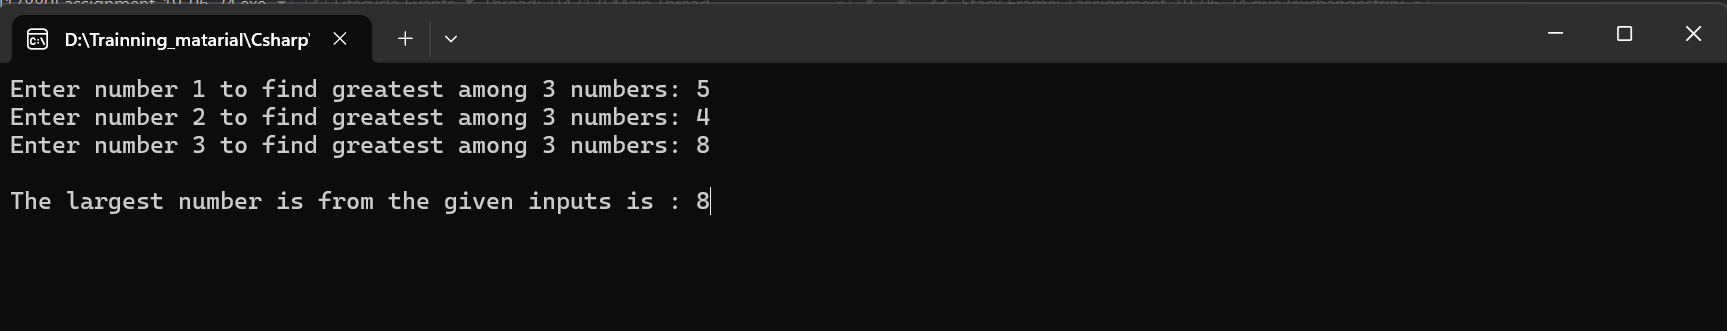 D:\Trainning_matarial\Csharp\
Enter number 1 to find greatest among 3 numbers: 5
Enter number 2 to find greatest among 3 numbers: 4
Enter number 3 to find greatest among 3 numbers: 8
The largest number is from the given inputs is : 8